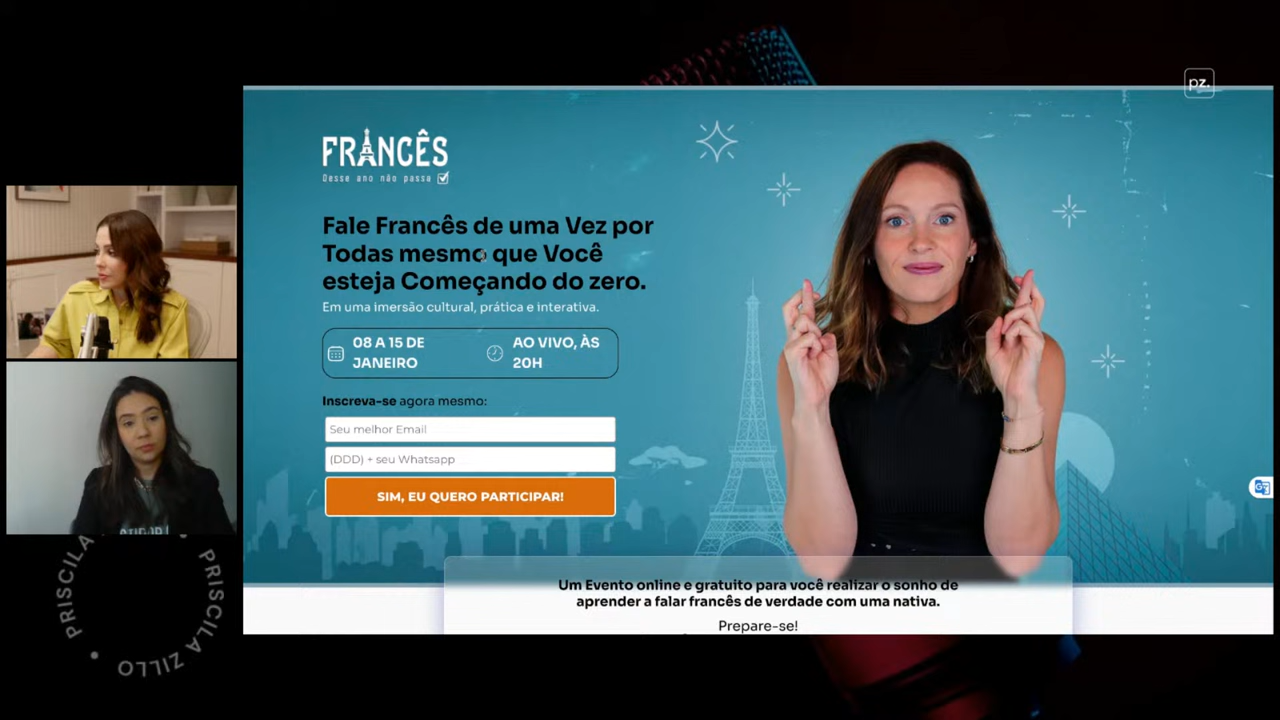 pz.
FRANCÊS
Desse ano não passa
Fale Francês de uma Vez por
Todas mesmo que Você
esteja Começando do zero.
Em uma imersão cultural, prática e interativa.
08 A 15 DE
JANEIRO
AO VIVO, ÀS
20H
Inscreva-se agora mesmo:
Seu melhor Email
(DDD) + seu Whatsapp
SIM, EU QUERO PARTICIPAR!
Um Evento online e gratuito para você realizar o sonho de
aprender a falar francês de verdade com uma nativa.
Prepare-se!
PRISCILA • PRISCILA ZILLO •